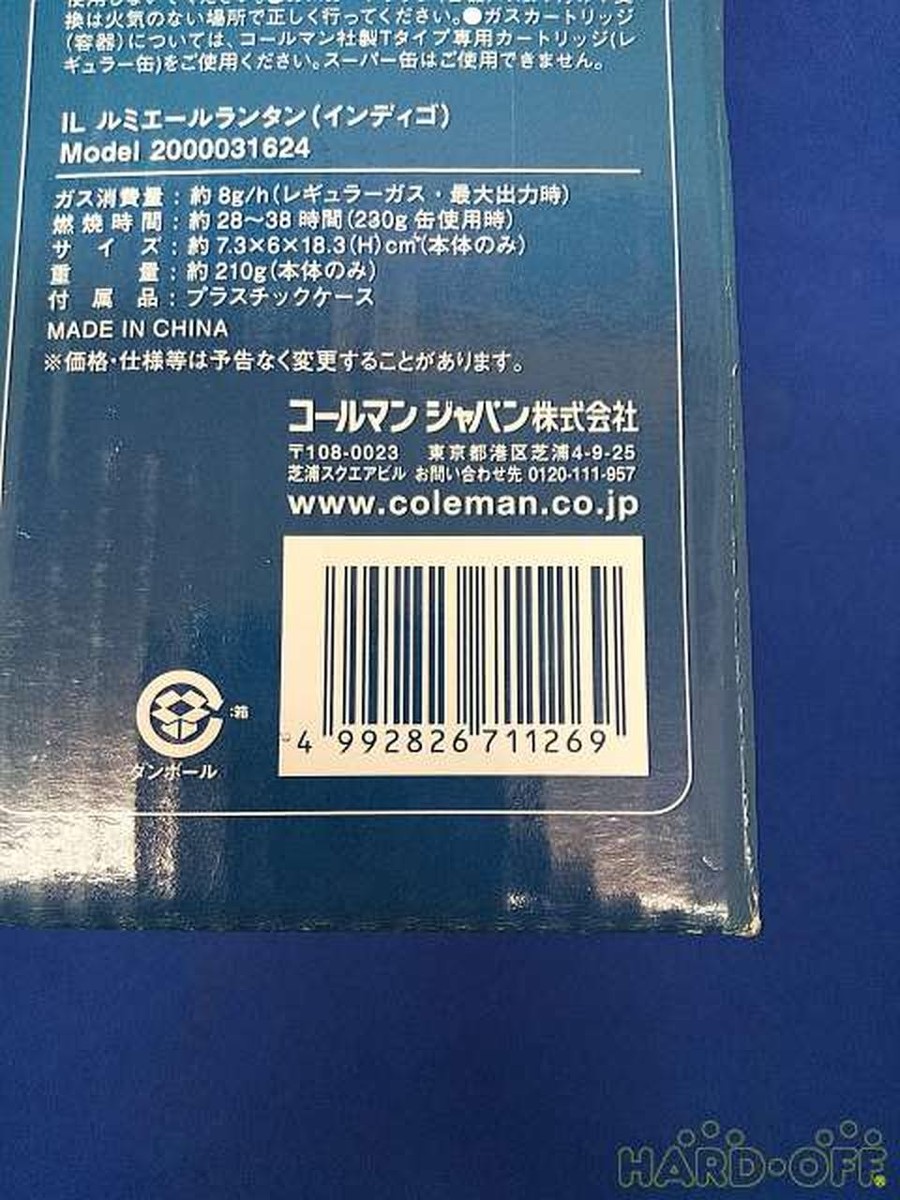 換は火気のない場所で正しく行ってください。●ガスカートリッジ
(容器)については、コールマン社製Tタイプ専用カートリッジ(レ
ギュラー缶)をご使用ください。スーパー缶はご使用できません。
IL ルミエールランタン(インディゴ)
Model 2000031624
ガス消費量:約8g/h(レギュラーガス・最大出力時)
燃焼時間:約28〜38時間(230g缶使用時)
サイズ:約7.3×6×18.3(H)cm(本体のみ)
重量:約210g(本体のみ)
付属品:プラスチックケース
MADE IN CHINA
※価格・仕様等は予告なく変更することがあります。
コールマン ジャパン株式会社
〒108-0023 東京都港区芝浦4-9-25
芝浦スクエアビル お問い合わせ先 0120-111-957
www.coleman.co.jp
:箱
ダンボール
4 992826 711269
HARD・OFF